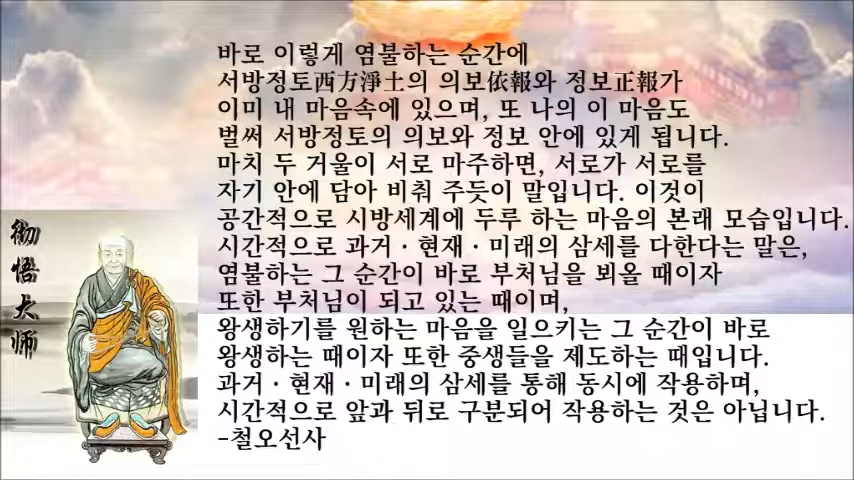 바로 이렇게 염불하는 순간에
서방정토西方淨土의 의보依報와 정보正報가
이미 내 마음속에 있으며, 또 나의 이 마음도
벌써 서방정토의 의보와 정보 안에 있게 됩니다.
마치 두 거울이 서로 마주하면, 서로가 서로를
자기 안에 담아 비춰 주듯이 말입니다. 이것이
공간적으로 시방세계에 두루 하는 마음의 본래 모습입니다.
시간적으로 과거·현재·미래의 삼세를 다한다는 말은,
염불하는 그 순간이 바로 부처님을 뵈올 때이자
또한 부처님이 되고 있는 때이며,
왕생하기를 원하는 마음을 일으키는 그 순간이 바로
왕생하는 때이자 또한 중생들을 제도하는 때입니다.
과거·현재·미래의 삼세를 통해 동시에 작용하며,
시간적으로 앞과 뒤로 구분되어 작용하는 것은 아닙니다.
-철오선사
彻悟大师